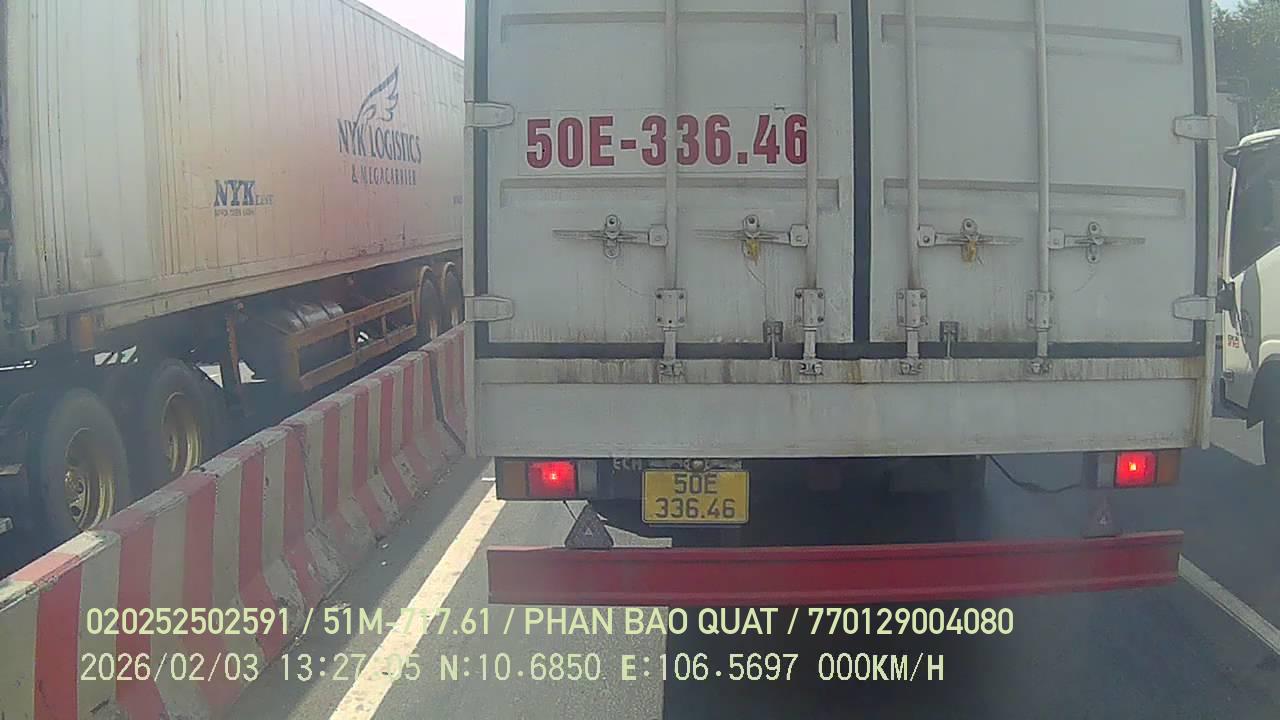 NYK LOGISTICS
& MEGACARRIER
NYK LINE
50E-336.46
50E
336.46
020252502591 / 51M-717.61 / PHAN BAO QUAT / 770129004080
2026/02/03 13:27:05 N:10.6850 E:106.5697 000KM/H